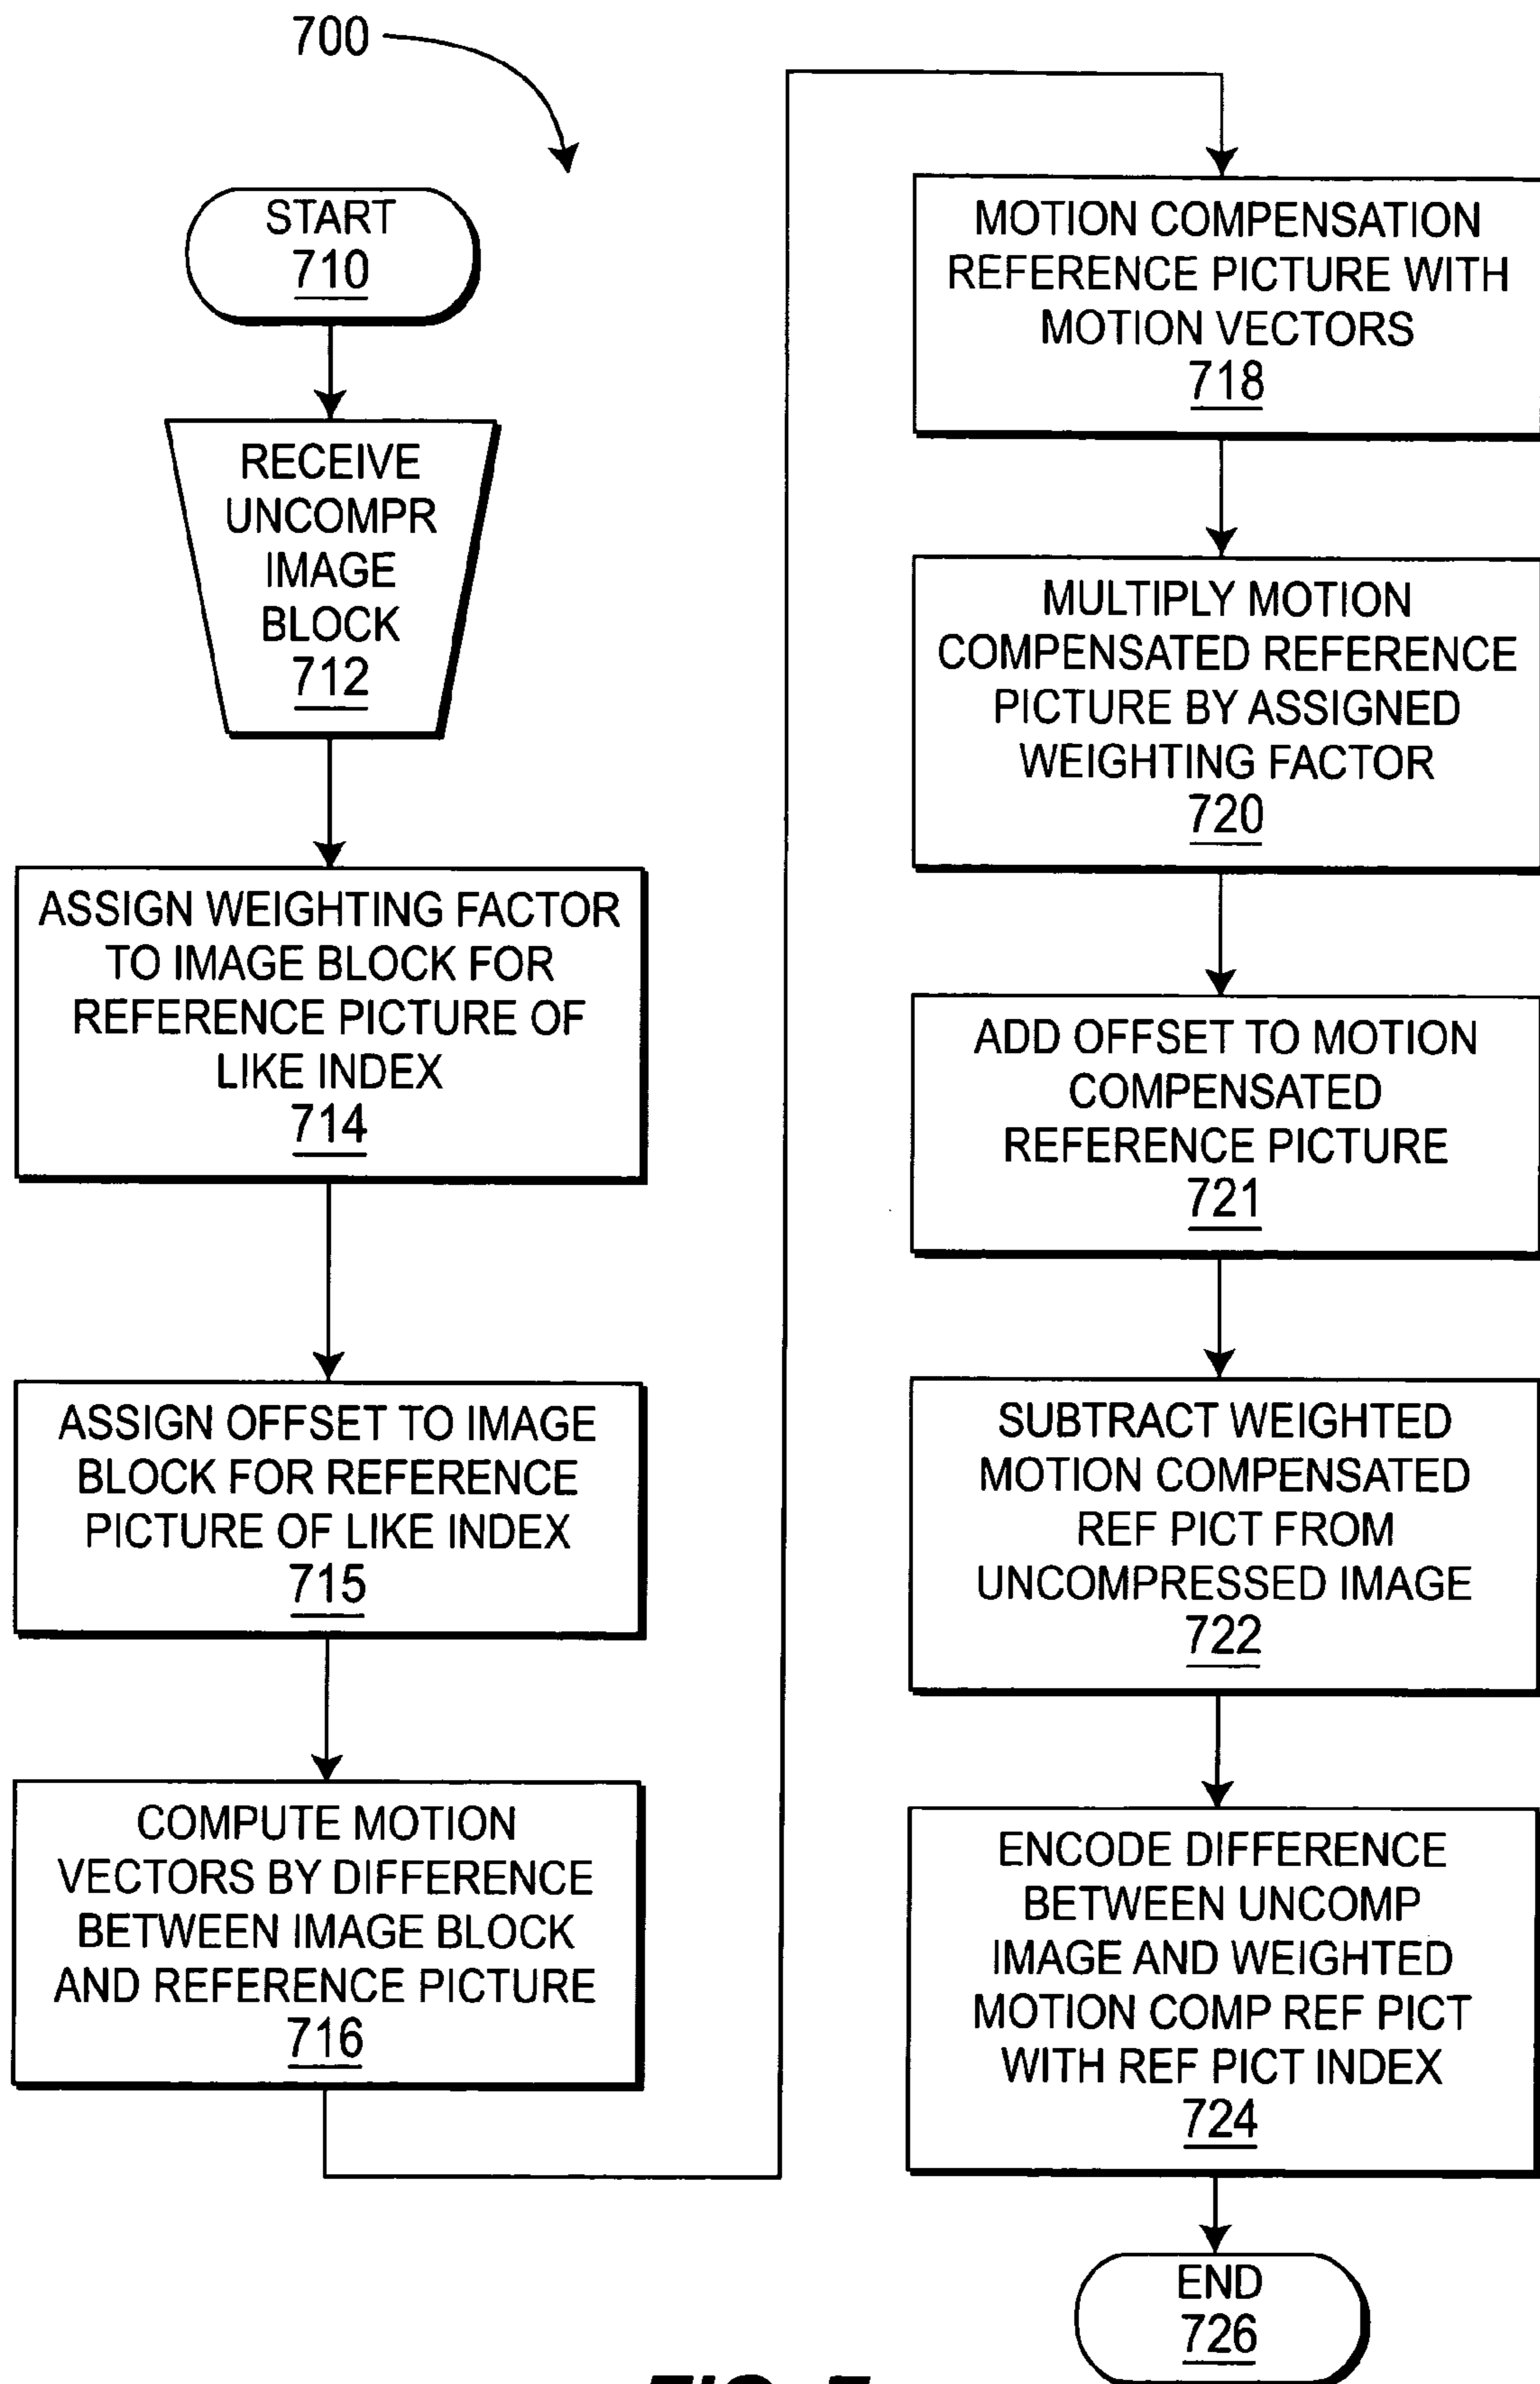 700
START
710
RECEIVE
UNCOMPR
IMAGE
BLOCK
712
ASSIGN WEIGHTING FACTOR
TO IMAGE BLOCK FOR
REFERENCE PICTURE OF
LIKE INDEX
714
ASSIGN OFFSET TO IMAGE
BLOCK FOR REFERENCE
PICTURE OF LIKE INDEX
715
COMPUTE MOTION
VECTORS BY DIFFERENCE
BETWEEN IMAGE BLOCK
AND REFERENCE PICTURE
716
MOTION COMPENSATION
REFERENCE PICTURE WITH
MOTION VECTORS
718
MULTIPLY MOTION
COMPENSATED REFERENCE
PICTURE BY ASSIGNED
WEIGHTING FACTOR
720
ADD OFFSET TO MOTION
COMPENSATED
REFERENCE PICTURE
721
SUBTRACT WEIGHTED
MOTION COMPENSATED
REF PICT FROM
UNCOMPRESSED IMAGE
722
ENCODE DIFFERENCE
BETWEEN UNCOMP
IMAGE AND WEIGHTED
MOTION COMP REF PICT
WITH REF PICT INDEX
724
END
726